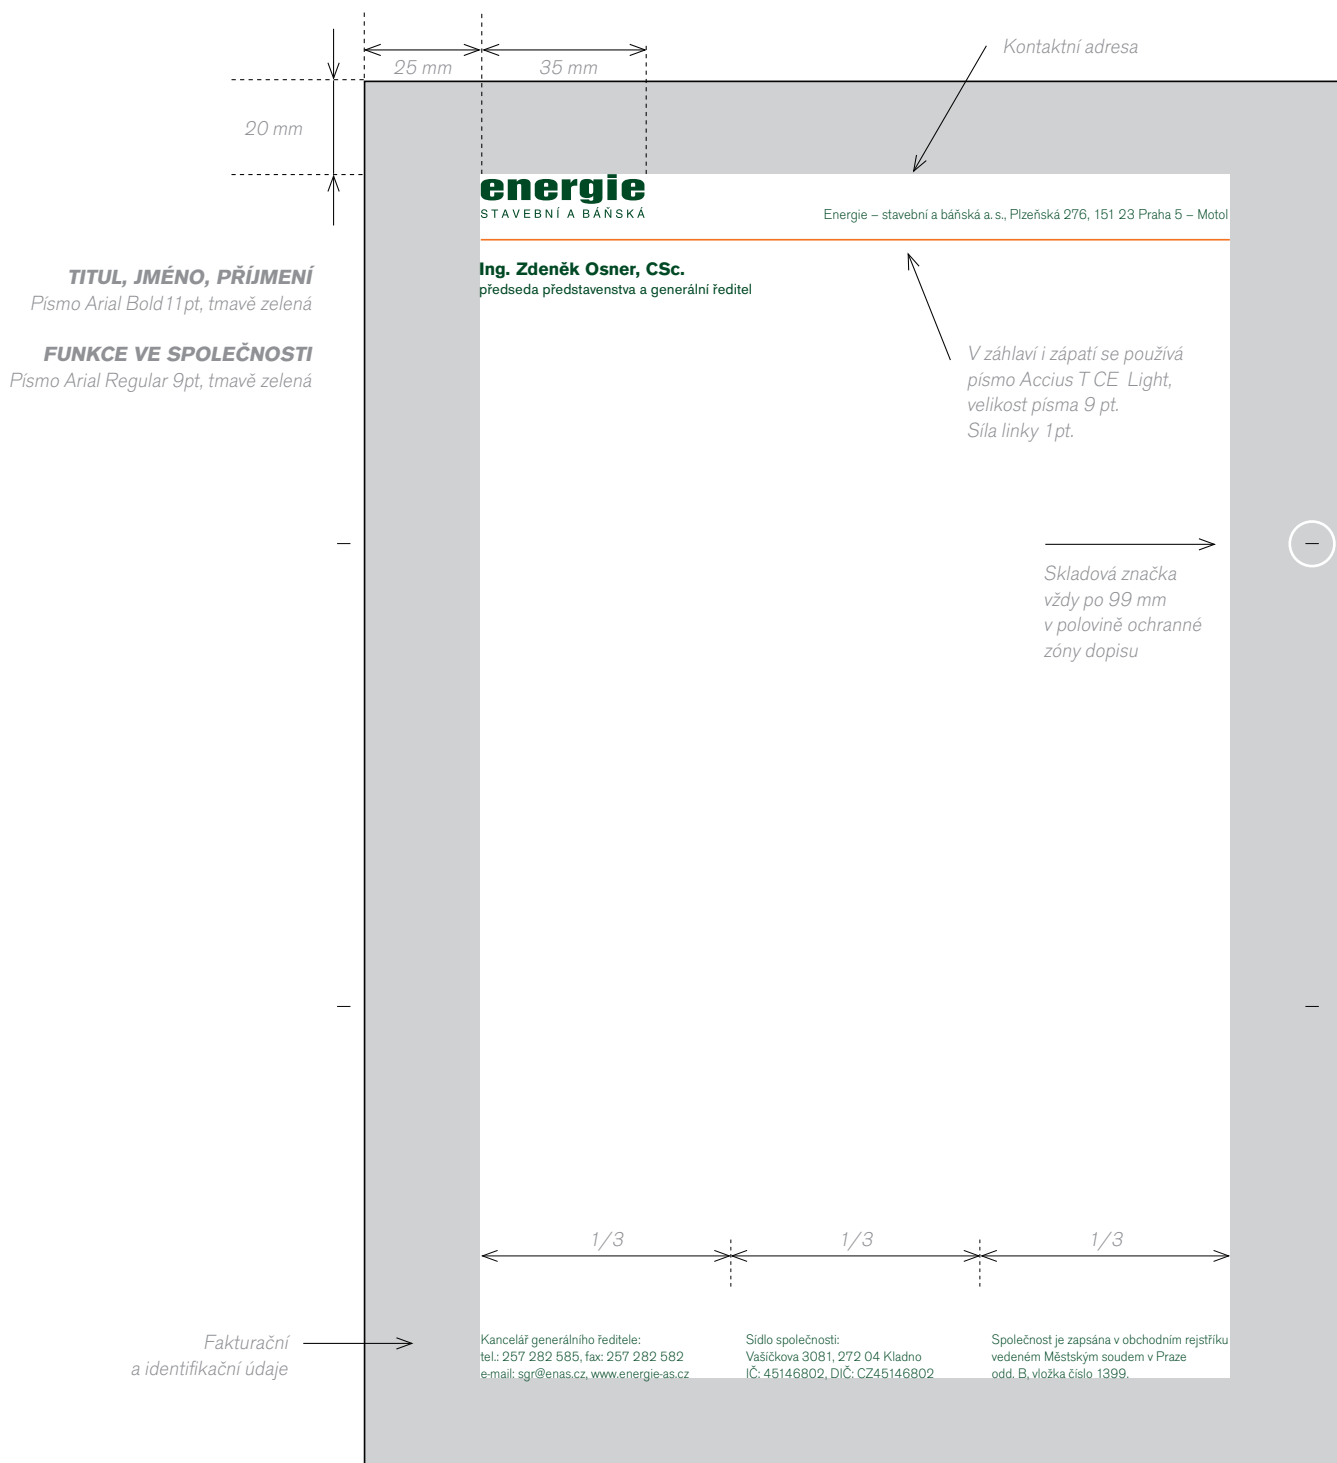 25 mm
35 mm
Kontaktní adresa
20 mm
energie
STAVEBNÍ A BÁŇSKÁ
Energie – stavební a báňská a. s., Plzeňská 276, 151 23 Praha 5 – Motol
TITUL, JMÉNO, PŘÍJMENÍ
Písmo Arial Bold 11pt, tmavě zelená
FUNKCE VE SPOLEČNOSTI
Písmo Arial Regular 9pt, tmavě zelená
Ing. Zdeněk Osner, CSc.
předseda představenstva a generální ředitel
V záhlaví i zápatí se používá
písmo Accius T CE Light,
velikost písma 9 pt.
Síla linky 1pt.
Skladová značka
vždy po 99 mm
v polovině ochranné
zóny dopisu
1/3
1/3
1/3
Fakturační
a identifikační údaje
Kancelář generálního ředitele:
tel.: 257 282 585, fax: 257 282 582
e-mail: sgr@enas.cz, www.energie-as.cz
Sídlo společnosti:
Vašíčkova 3081, 272 04 Kladno
IČ: 45146802, DIČ: CZ45146802
Společnost je zapsána v obchodním rejstříku
vedeném Městským soudem v Praze
odd. B, vložka číslo 1399.